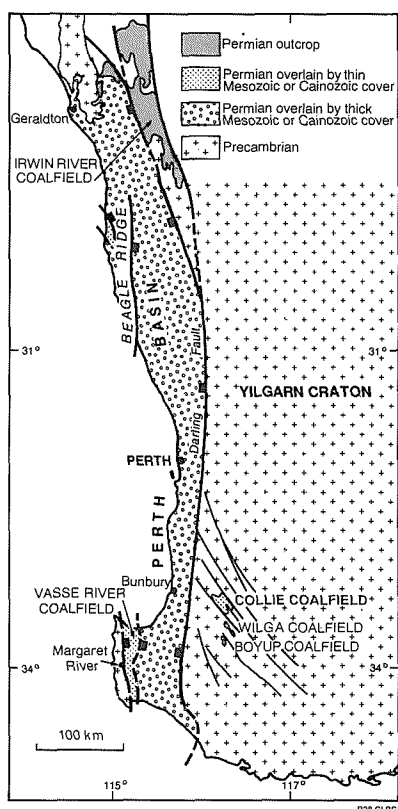 Permian outcrop
Permian overlain by thin
Mesozoic or Cainozoic cover
Permian overlain by thick
Mesozoic or Cainozoic cover
Precambrian
Geraldton
IRWIN RIVER
COALFIELD
BEAGLE RIDGE
BASIN
31°
31°
Fault
YILGARN CRATON
Darling
PERTH
PERTH
Bunbury
VASSE RIVER
COALFIELD
COLLIE COALFIELD
WILGA COALFIELD
BOYUP COALFIELD
Margaret
River
34°
34°
100 km
115°
117°